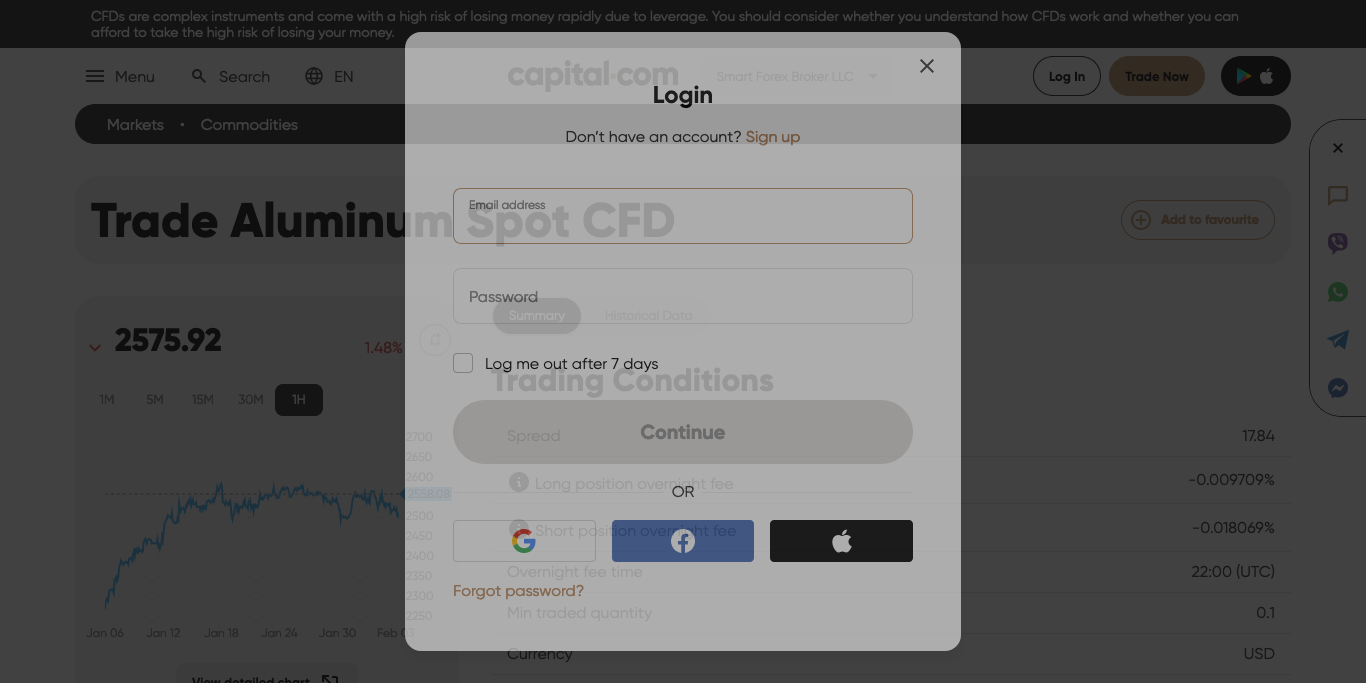 CFDs are complex instruments and come with a high risk of losing money rapidly due to leverage. You should consider whether you understand how CFDs work and whether you can
afford to take the high risk of losing your money.
Menu
Search
EN
capital.com
Smart Forex Broker LLC
Log In
Trade Now
Login
Markets • Commodities
Don't have an account? Sign up
Trade Aluminum Spot CFD
Add to favourite
Email address
Password
Summary
Historical Data
2575.92
1.48%
Log me out after 7 days
Trading Conditions
1M
5M
15M
30M
1H
Continue
2700
2650
2600
2558.08
2500
2450
2400
2350
2300
2250
Jan 06
Jan 12
Jan 18
Jan 24
Jan 30
Feb 03
View detailed chart
Spread
17.84
Long position overnight fee
-0.009709%
OR
Short position overnight fee
-0.018069%
Overnight fee time
22:00 (UTC)
Forgot password?
Min traded quantity
0.1
Currency
USD